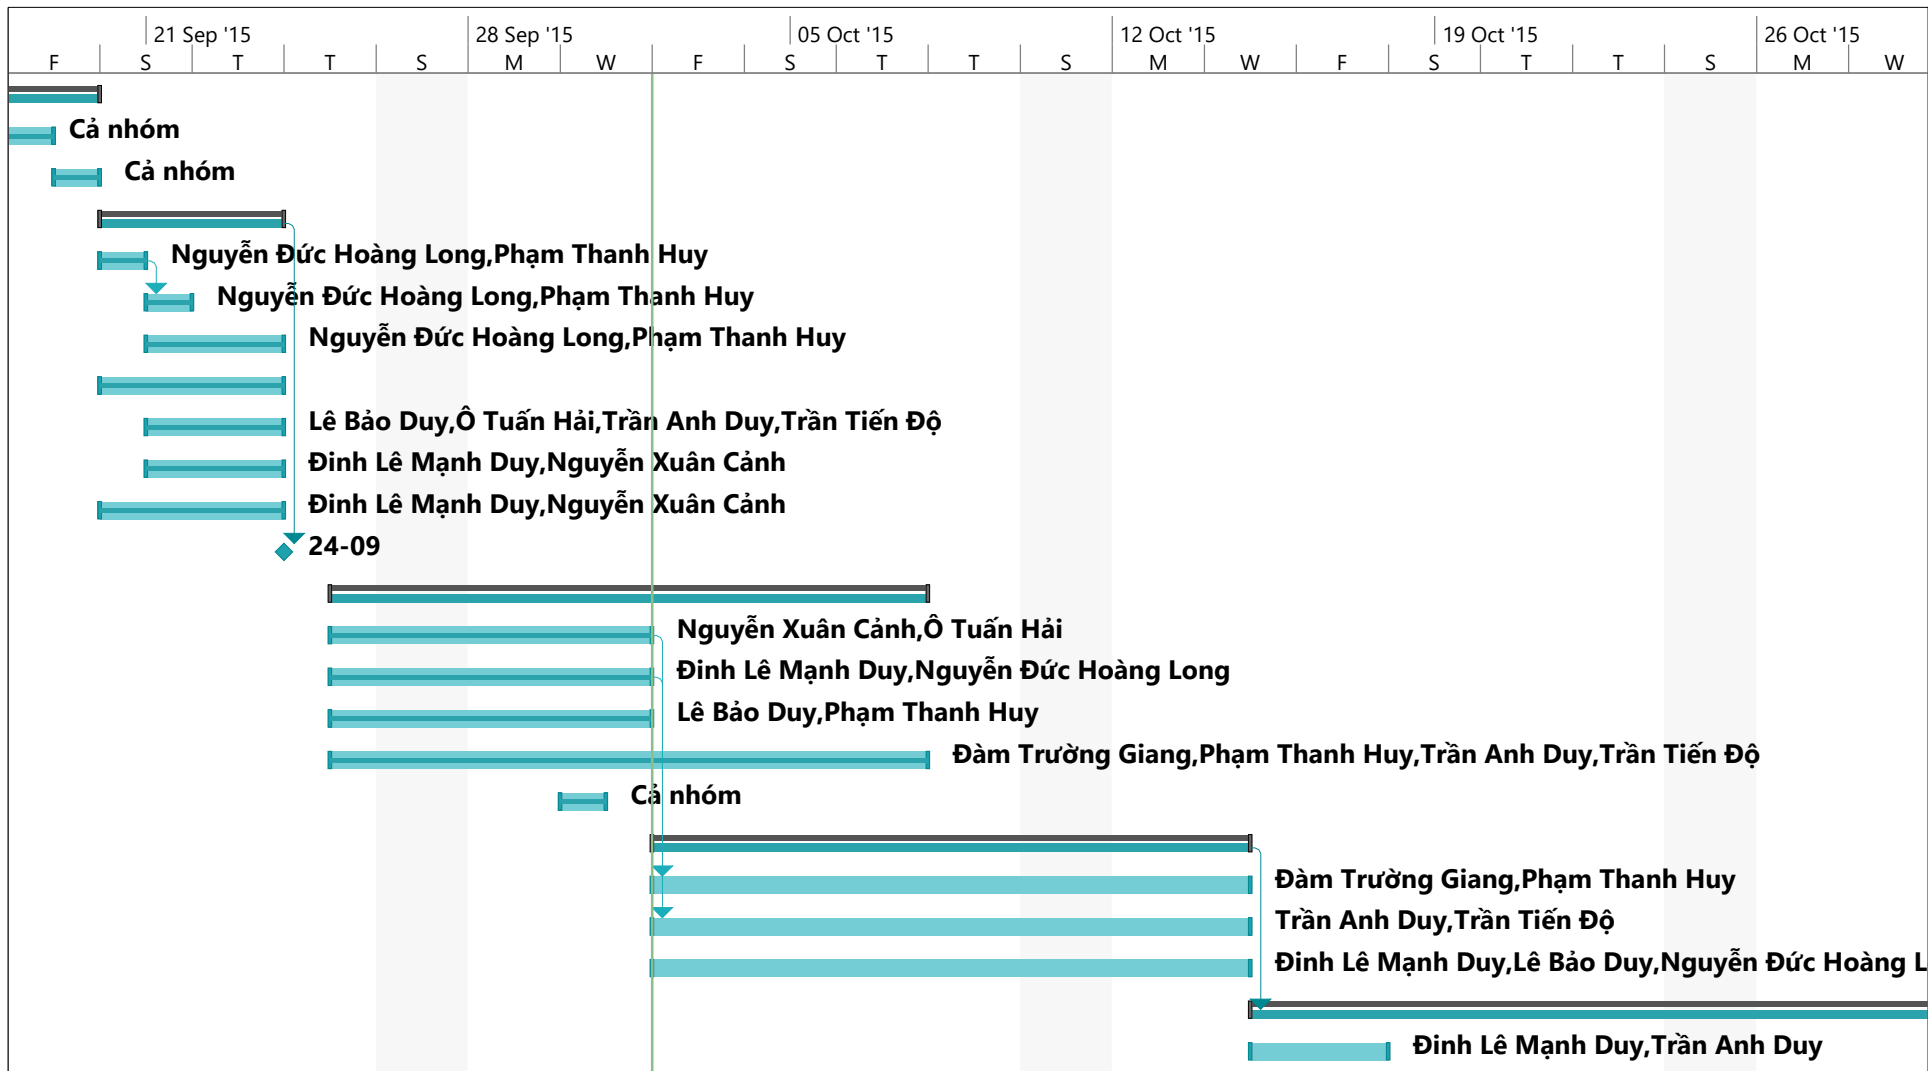 21 Sep '15 28 Sep '15 05 Oct '15 12 Oct '15 19 Oct '15 26 Oct '15
F S T T S M W F S T T S M W F S T T S M W
Cả nhóm
Cả nhóm
Nguyễn Đức Hoàng Long,Phạm Thanh Huy
Nguyễn Đức Hoàng Long,Phạm Thanh Huy
Nguyễn Đức Hoàng Long,Phạm Thanh Huy
Lê Bảo Duy,Ô Tuấn Hải,Trần Anh Duy,Trần Tiến Độ
Đinh Lê Mạnh Duy,Nguyễn Xuân Cảnh
Đinh Lê Mạnh Duy,Nguyễn Xuân Cảnh
24-09
Nguyễn Xuân Cảnh,Ô Tuấn Hải
Đinh Lê Mạnh Duy,Nguyễn Đức Hoàng Long
Lê Bảo Duy,Phạm Thanh Huy
Đàm Trường Giang,Phạm Thanh Huy,Trần Anh Duy,Trần Tiến Độ
Cả nhóm
Đàm Trường Giang,Phạm Thanh Huy
Trần Anh Duy,Trần Tiến Độ
Đinh Lê Mạnh Duy,Lê Bảo Duy,Nguyễn Đức Hoàng L
Đinh Lê Mạnh Duy,Trần Anh Duy